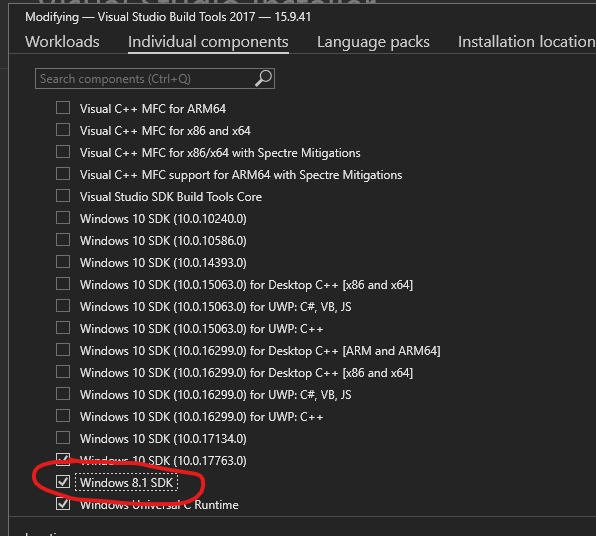 Modifying — Visual Studio Build Tools 2017 — 15.9.41
Workloads Individual components Language packs Installation location
Search components (Ctrl+Q)
Visual C++ MFC for ARM64
Visual C++ MFC for x86 and x64
Visual C++ MFC for x86/x64 with Spectre Mitigations
Visual C++ MFC support for ARM64 with Spectre Mitigations
Visual Studio SDK Build Tools Core
Windows 10 SDK (10.0.10240.0)
Windows 10 SDK (10.0.10586.0)
Windows 10 SDK (10.0.14393.0)
Windows 10 SDK (10.0.15063.0) for Desktop C++ [x86 and x64]
Windows 10 SDK (10.0.15063.0) for UWP: C#, VB, JS
Windows 10 SDK (10.0.15063.0) for UWP: C++
Windows 10 SDK (10.0.16299.0) for Desktop C++ [ARM and ARM64]
Windows 10 SDK (10.0.16299.0) for Desktop C++ [x86 and x64]
Windows 10 SDK (10.0.16299.0) for UWP: C#, VB, JS
Windows 10 SDK (10.0.16299.0) for UWP: C++
Windows 10 SDK (10.0.17134.0)
Windows 10 SDK (10.0.17763.0)
Windows 8.1 SDK
Windows Universal C Runtime